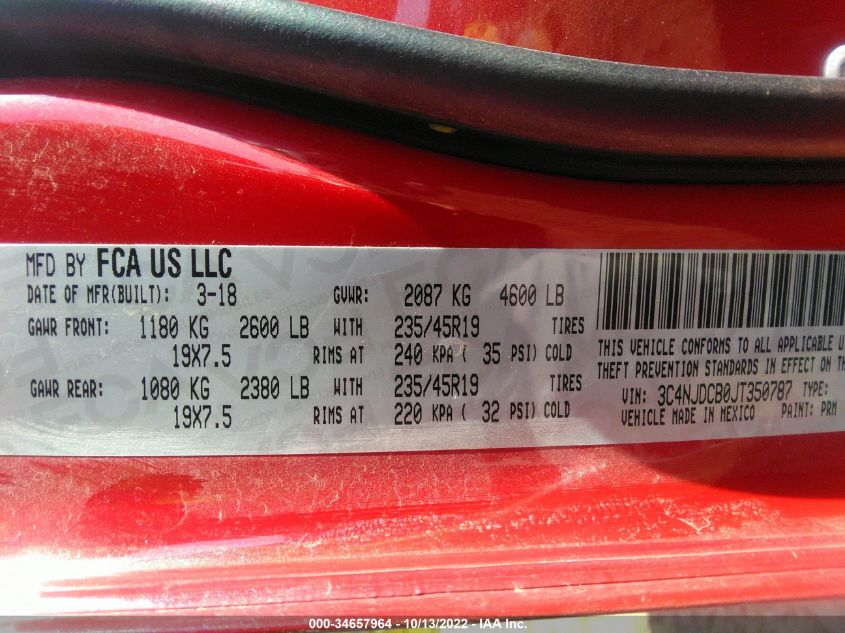 MFD BY FCA US LLC
DATE OF MFR(BUILT): 3-18 GVWR: 2087 KG 4600 LB
GAWR FRONT: 1180 KG 2600 LB WITH 235/45R19 TIRES
19X7.5 RIMS AT 240 KPA ( 35 PSI) COLD
GAWR REAR: 1080 KG 2380 LB WITH 235/45R19 TIRES
19X7.5 RIMS AT 220 KPA ( 32 PSI) COLD
THIS VEHICLE CONFORMS TO ALL APPLICABLE
THEFT PREVENTION STANDARDS IN EFFECT ON
VIN: 3C4NJDCB0JT350787 TYPE:
VEHICLE MADE IN MEXICO PAINT: PRM
000-34657964 - 10/13/2022 - IAA Inc.